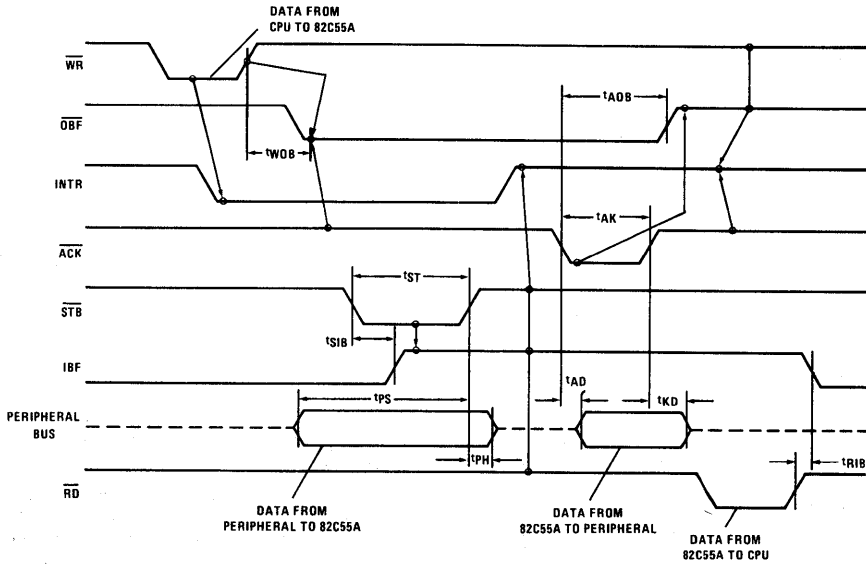 DATA FROM
CPU TO 82C55A
WR
tAOB
OBF
tWOB
INTR
tAK
ACK
tST
STB
tSIB
IBF
tAD
tKD
tPS
PERIPHERAL
BUS
tPH
tRIB
RD
DATA FROM
PERIPHERAL TO 82C55A
DATA FROM
82C55A TO PERIPHERAL
DATA FROM
82C55A TO CPU